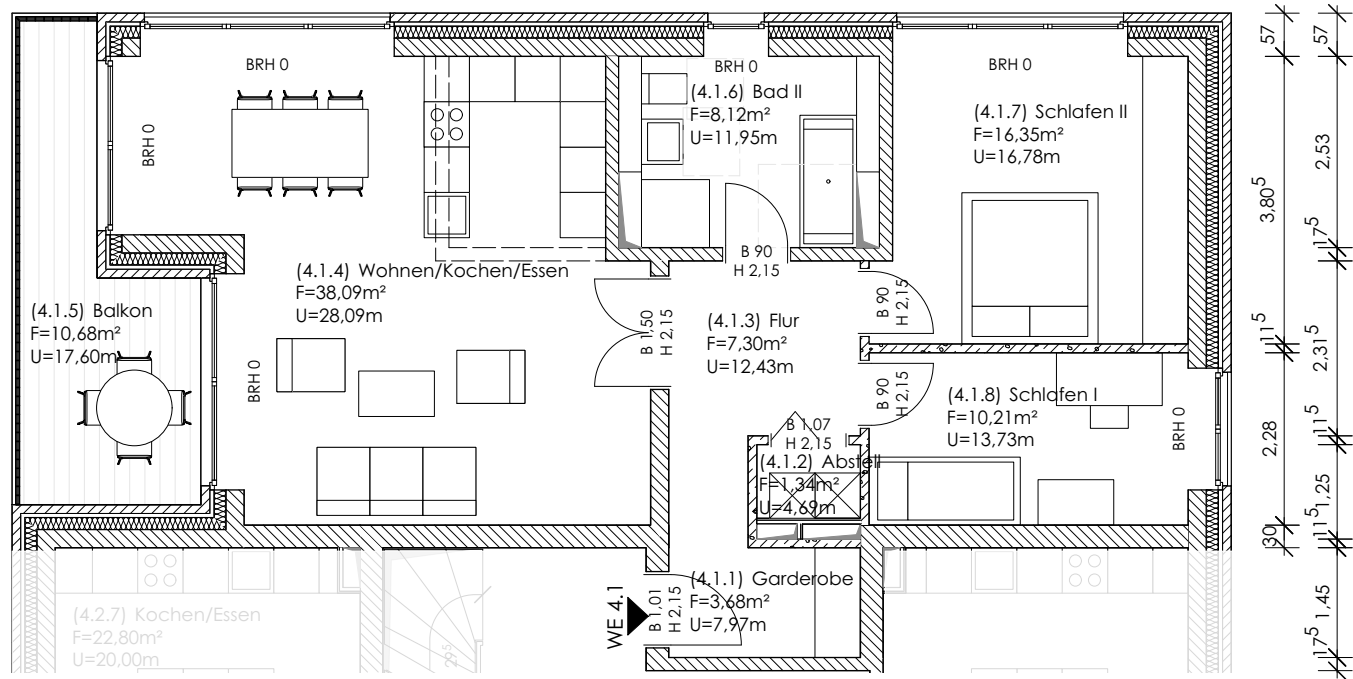 BRH 0
BRH 0
BRH 0
BRH 0
BRH 0
BRH 0
(4.1.6) Bad II
F=8,12m²
U=11,95m
(4.1.7) Schlafen II
F=16,35m²
U=16,78m
(4.1.4) Wohnen/Kochen/Essen
F=38,09m²
U=28,09m
(4.1.5) Balkon
F=10,68m²
U=17,60m
(4.1.3) Flur
F=7,30m²
U=12,43m
(4.1.8) Schlafen I
F=10,21m²
U=13,73m
(4.1.2) Abstell
F=1,34m²
U=4,69m
(4.1.1) Garderobe
F=3,68m²
U=7,97m
(4.2.7) Kochen/Essen
F=22,80m²
U=20,00m
B 90
H 2,15
B 1,50
H 2,15
B 90
H 2,15
B 90
H 2,15
B 1,07
H 2,15
B 1,01
H 2,15
WE 4.1
29⁵
57
3,80⁵
11⁵
2,28
30
57
2,53
17⁵
2,31⁵
11⁵
1,25
11⁵
1,45
17⁵